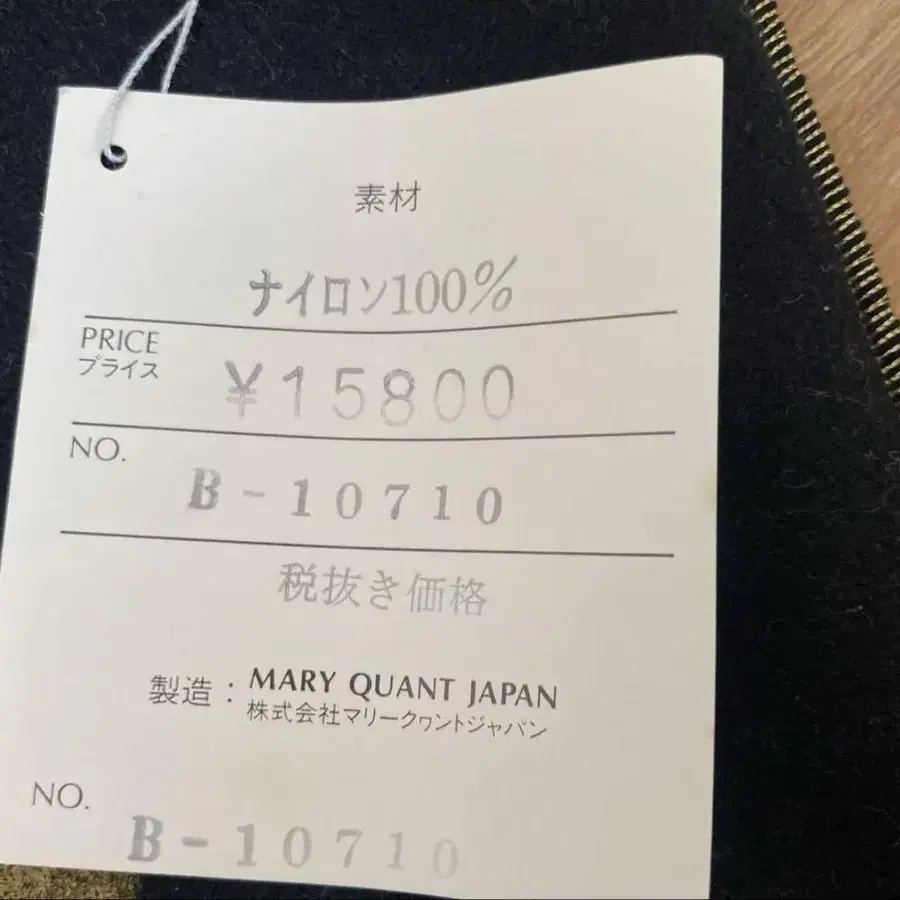 素材
ナイロン100%
PRICE
プライス
¥15800
NO.
B-10710
税抜き価格
製造：MARY QUANT JAPAN
株式会社マリークヮントジャパン
NO.
B-10710